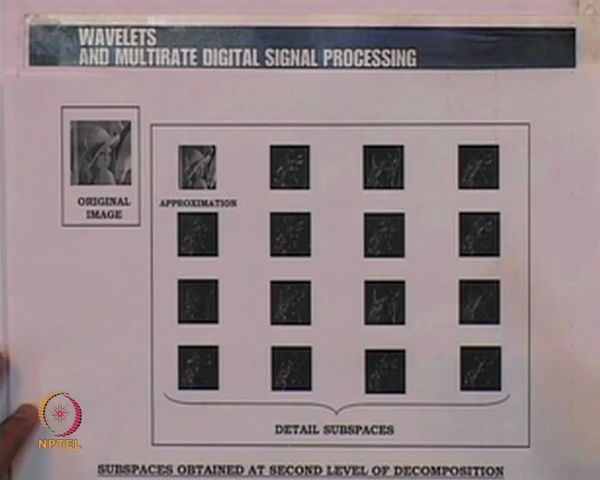 WAVELETS
AND MULTIRATE DIGITAL SIGNAL PROCESSING
ORIGINAL
IMAGE
APPROXIMATION
DETAIL SUBSPACES
NPTEL
SUBSPACES OBTAINED AT SECOND LEVEL OF DECOMPOSITION